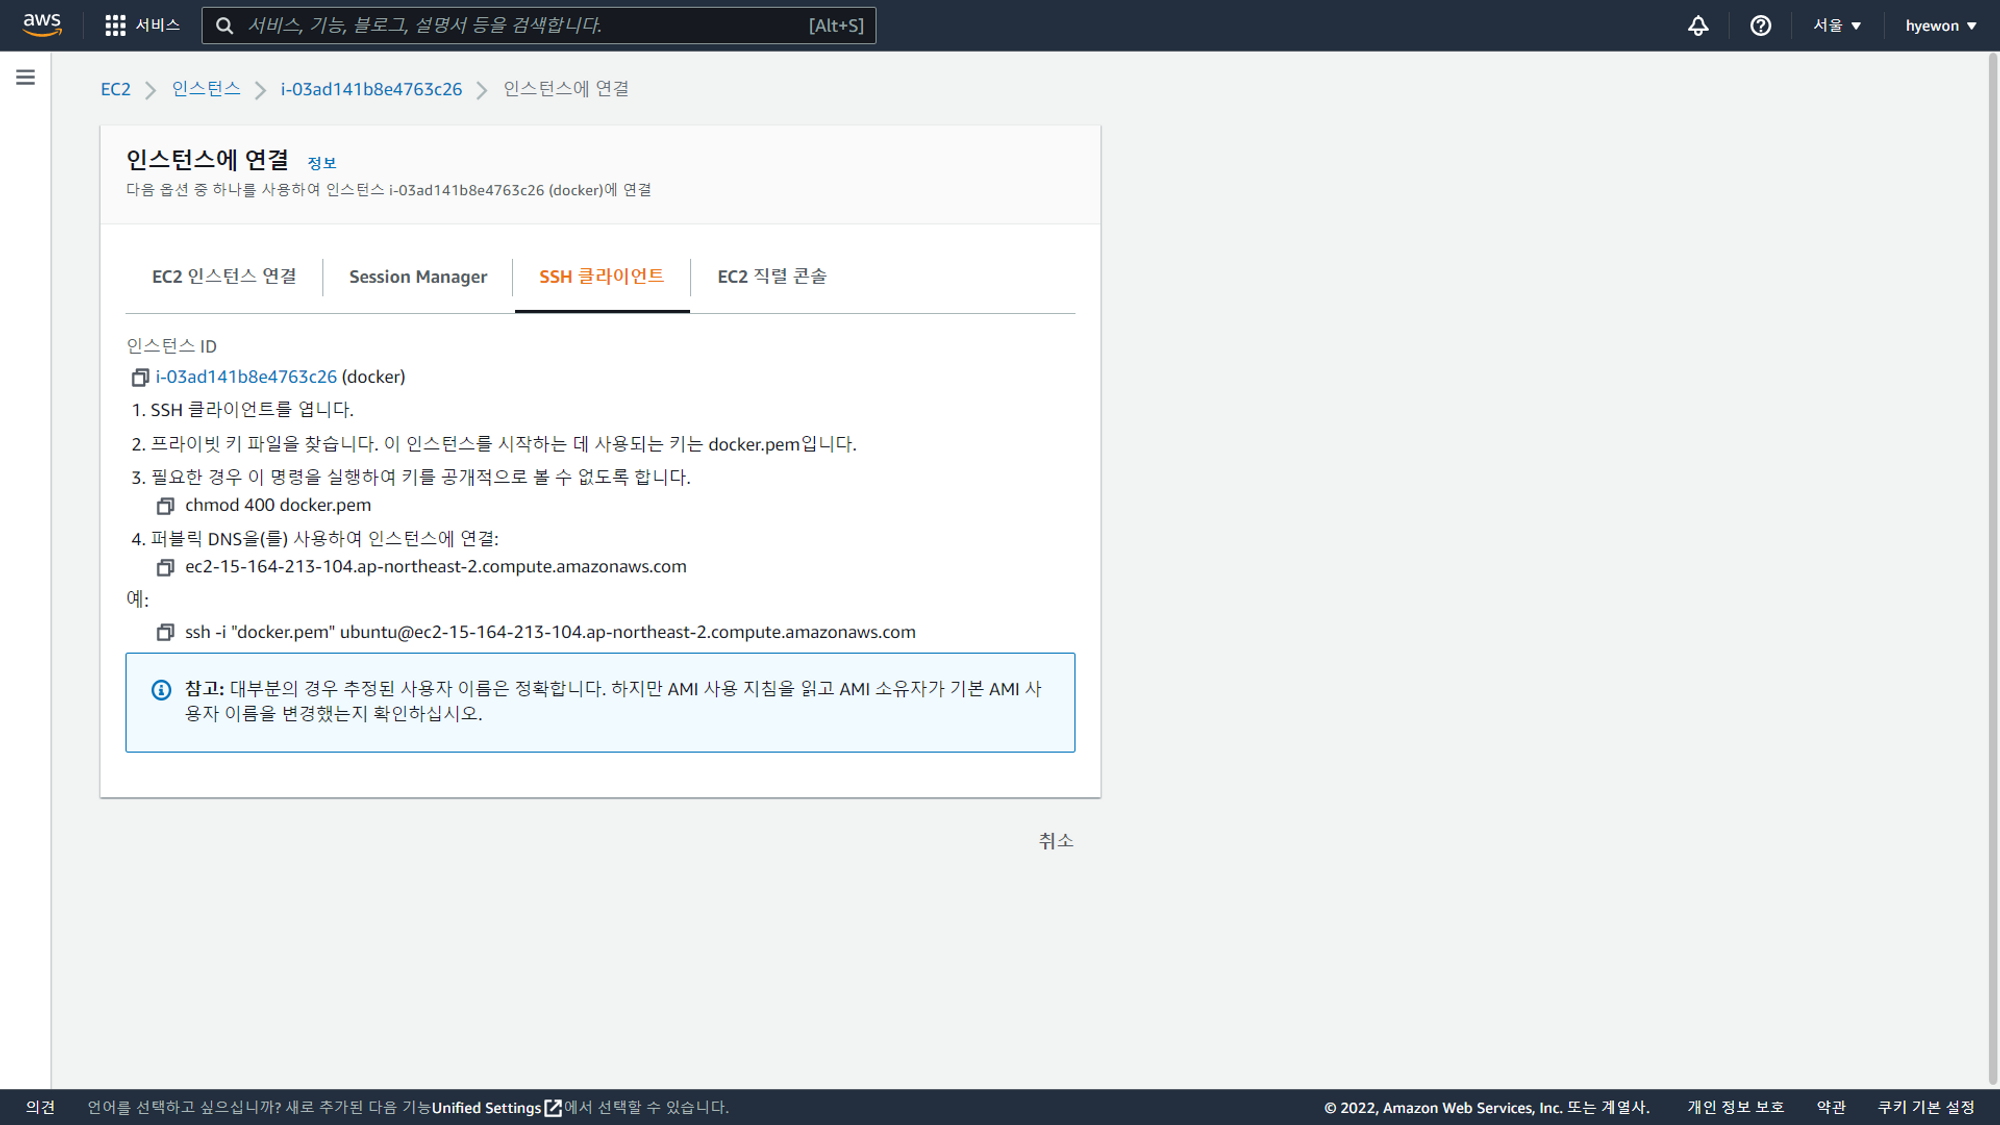 aws
서비스
서비스, 기능, 블로그, 설명서 등을 검색합니다.
[Alt+S]
서울
hyewon
EC2
인스턴스
i-03ad141b8e4763c26
인스턴스에 연결
인스턴스에 연결 정보
다음 옵션 중 하나를 사용하여 인스턴스 i-03ad141b8e4763c26 (docker)에 연결
EC2 인스턴스 연결
Session Manager
SSH 클라이언트
EC2 직렬 콘솔
인스턴스 ID
i-03ad141b8e4763c26 (docker)
1. SSH 클라이언트를 엽니다.
2. 프라이빗 키 파일을 찾습니다. 이 인스턴스를 시작하는 데 사용되는 키는 docker.pem입니다.
3. 필요한 경우 이 명령을 실행하여 키를 공개적으로 볼 수 없도록 합니다.
chmod 400 docker.pem
4. 퍼블릭 DNS을(를) 사용하여 인스턴스에 연결:
ec2-15-164-213-104.ap-northeast-2.compute.amazonaws.com
예:
ssh -i "docker.pem" ubuntu@ec2-15-164-213-104.ap-northeast-2.compute.amazonaws.com
참고: 대부분의 경우 추정된 사용자 이름은 정확합니다. 하지만 AMI 사용 지침을 읽고 AMI 소유자가 기본 AMI 사
용자 이름을 변경했는지 확인하십시오.
취소
의견
언어를 선택하고 싶으십니까? 새로 추가된 다음 기능Unified Settings에서 선택할 수 있습니다.
© 2022, Amazon Web Services, Inc. 또는 계열사.
개인 정보 보호
약관
쿠키 기본 설정